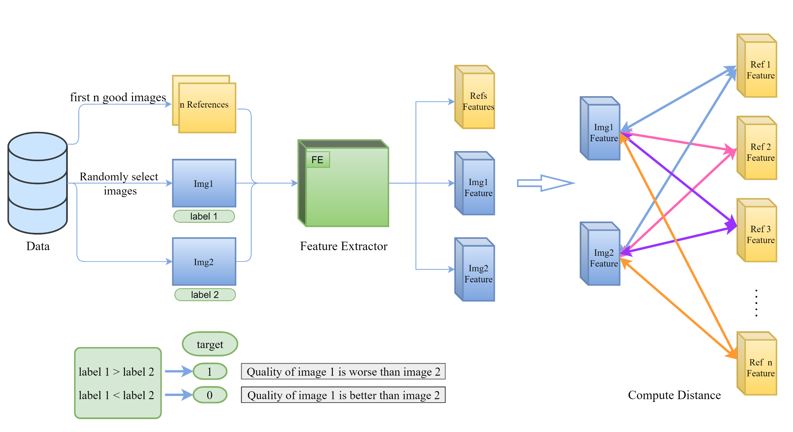 first n good images
n References
Randomly select
images
Img1
label 1
Img2
label 2
Data
FE
Feature Extractor
Refs
Features
Img1
Feature
Img2
Feature
Img1
Feature
Img2
Feature
Ref 1
Feature
Ref 2
Feature
Ref 3
Feature
Ref n
Feature
Compute Distance
target
label 1 > label 2
1
Quality of image 1 is worse than image 2
label 1 < label 2
0
Quality of image 1 is better than image 2